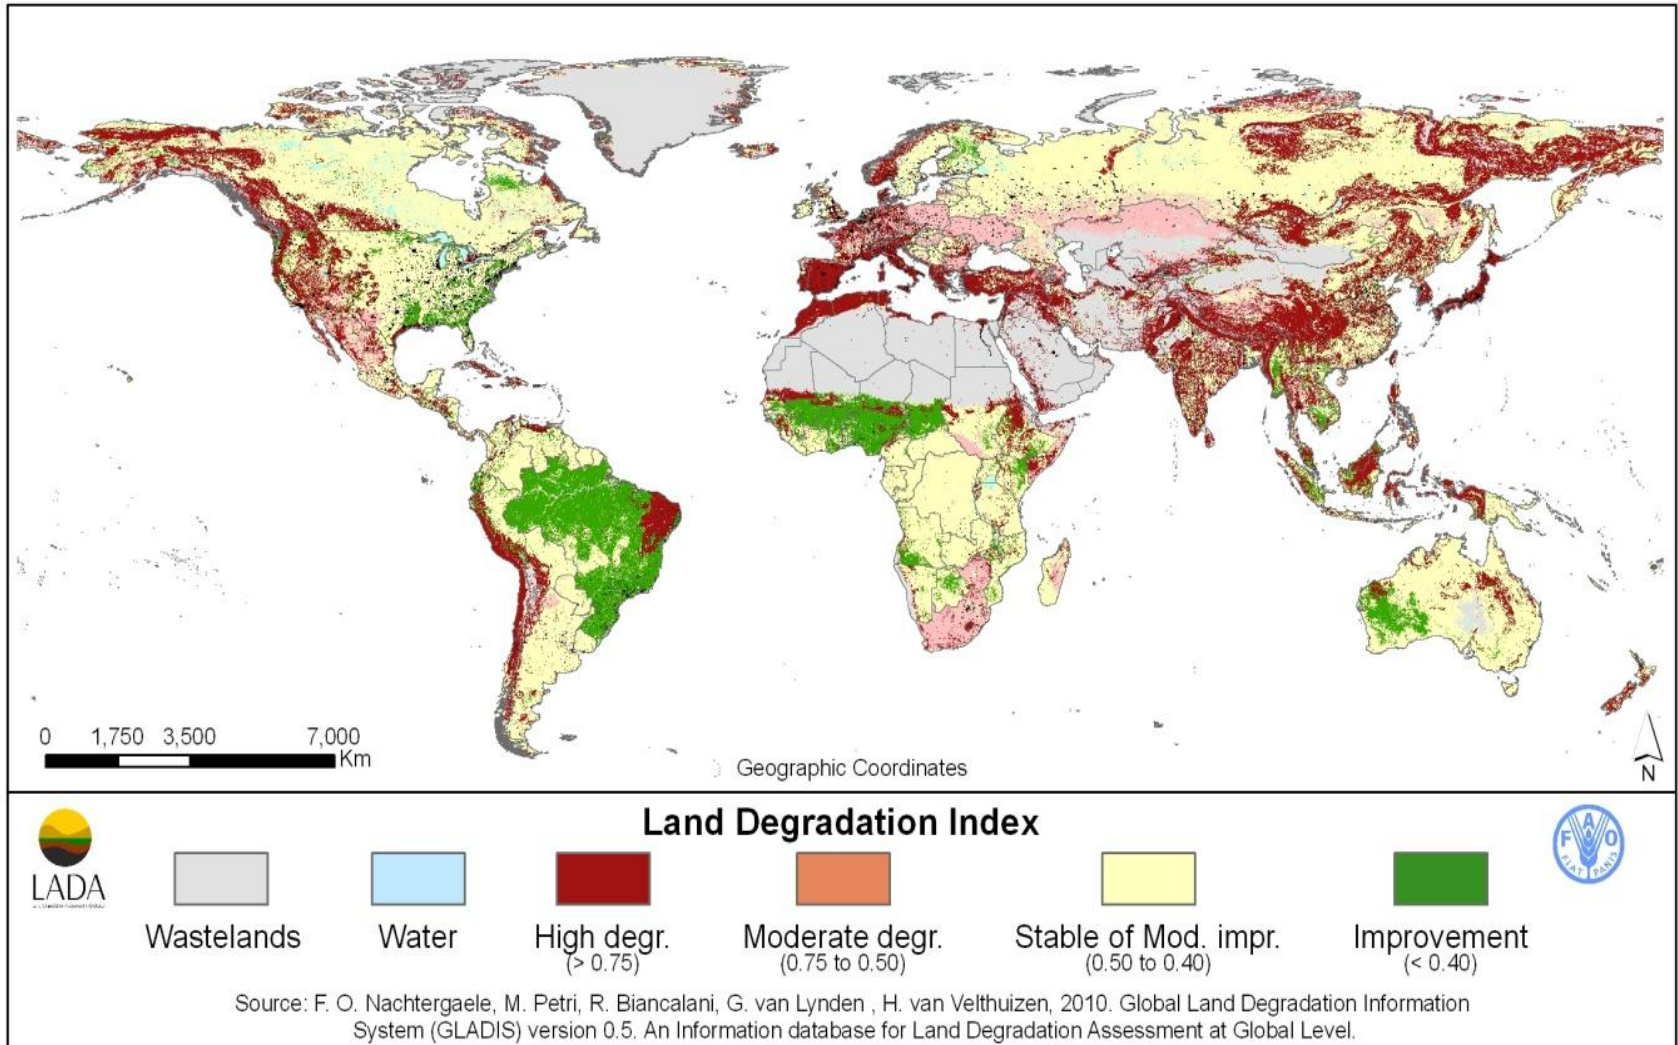 0 1,750 3,500 7,000
Km
Geographic Coordinates
N
Land Degradation Index
LADA
F A O
FIAT PANIS
Wastelands
Water
High degr.
(> 0.75)
Moderate degr.
(0.75 to 0.50)
Stable of Mod. impr.
(0.50 to 0.40)
Improvement
(< 0.40)
Source: F. O. Nachtergaele, M. Petri, R. Biancalani, G. van Lynden , H. van Velthuizen, 2010. Global Land Degradation Information
System (GLADIS) version 0.5. An Information database for Land Degradation Assessment at Global Level.